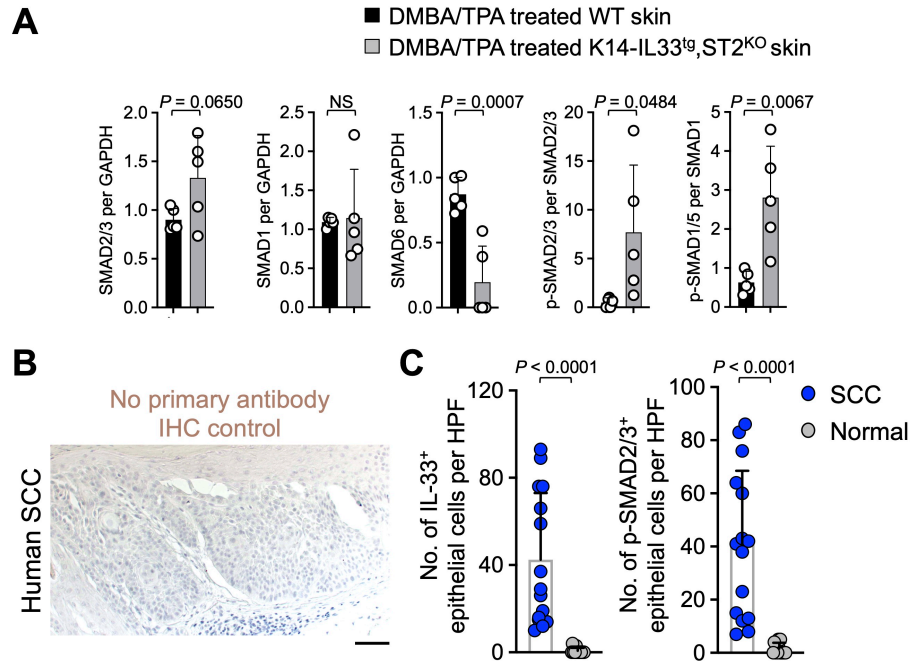 A
DMBA/TPA treated WT skin
DMBA/TPA treated K14-IL33tg,ST2KO skin
P = 0.0650
SMAD2/3 per GAPDH
2.0
1.5
1.0
0.5
0.0
NS
SMAD1 per GAPDH
2.5
2.0
1.5
1.0
0.5
0.0
P = 0.0007
SMAD6 per GAPDH
1.5
1.0
0.5
0.0
P = 0.0484
p-SMAD2/3 per SMAD2/3
20
15
10
5
0
P = 0.0067
p-SMAD1/5 per SMAD1
5
4
3
2
1
0
B
No primary antibody
IHC control
Human SCC
C
P < 0.0001
No. of IL-33+
epithelial cells per HPF
120
80
40
0
P < 0.0001
No. of p-SMAD2/3+
epithelial cells per HPF
100
80
60
40
20
0
SCC
Normal